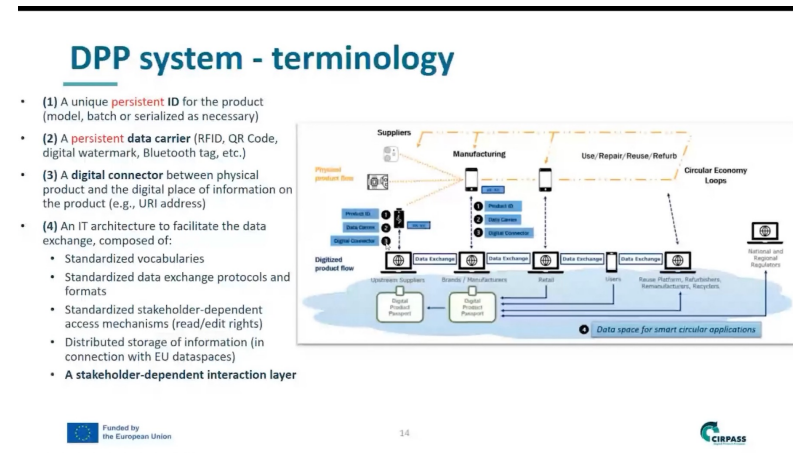 DPP system - terminology
(1) A unique persistent ID for the product
(model, batch or serialized as necessary)
(2) A persistent data carrier (RFID, QR Code,
digital watermark, Bluetooth tag, etc.)
(3) A digital connector between physical
product and the digital place of information on
the product (e.g., URI address)
(4) An IT architecture to facilitate the data
exchange, composed of:
Standardized vocabularies
Standardized data exchange protocols and
formats
Standardized stakeholder-dependent
access mechanisms (read/edit rights)
Distributed storage of information (in
connection with EU dataspaces)
A stakeholder-dependent interaction layer
Suppliers
Manufacturing
Use/Repair/Reuse/Refurb
Circular Economy
Loops
Physical
product flow
Product ID 1
Data Carrier 2
Digital Connector 3
1 Product ID
2 Data Carrier
3 Digital Connector
Digitized
product flow
Data Exchange
Data Exchange
Data Exchange
Data Exchange
Upstream Suppliers
Brands / Manufacturers
Retail
Users
Reuse Platform, Refurbishers,
Remanufacturers, Recyclers.
National and
Regional
Regulators
Digital
Product
Passport
Digital
Product
Passport
4 Data space for smart circular applications
Funded by
the European Union
14
CIRPASS